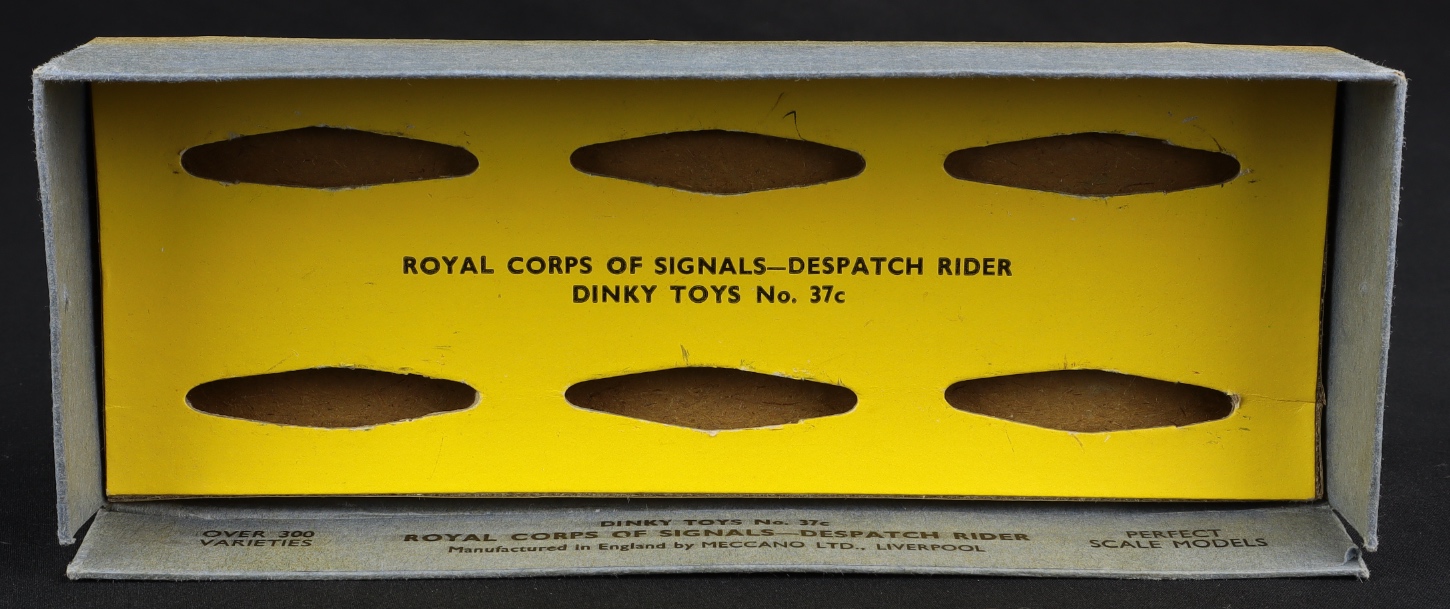 ROYAL CORPS OF SIGNALS—DESPATCH RIDER
DINKY TOYS No. 37c
DINKY TOYS No. 37c
OVER 300
VARIETIES
ROYAL CORPS OF SIGNALS—DESPATCH RIDER
Manufactured in England by MECCANO LTD., LIVERPOOL
PERFECT
SCALE MODELS